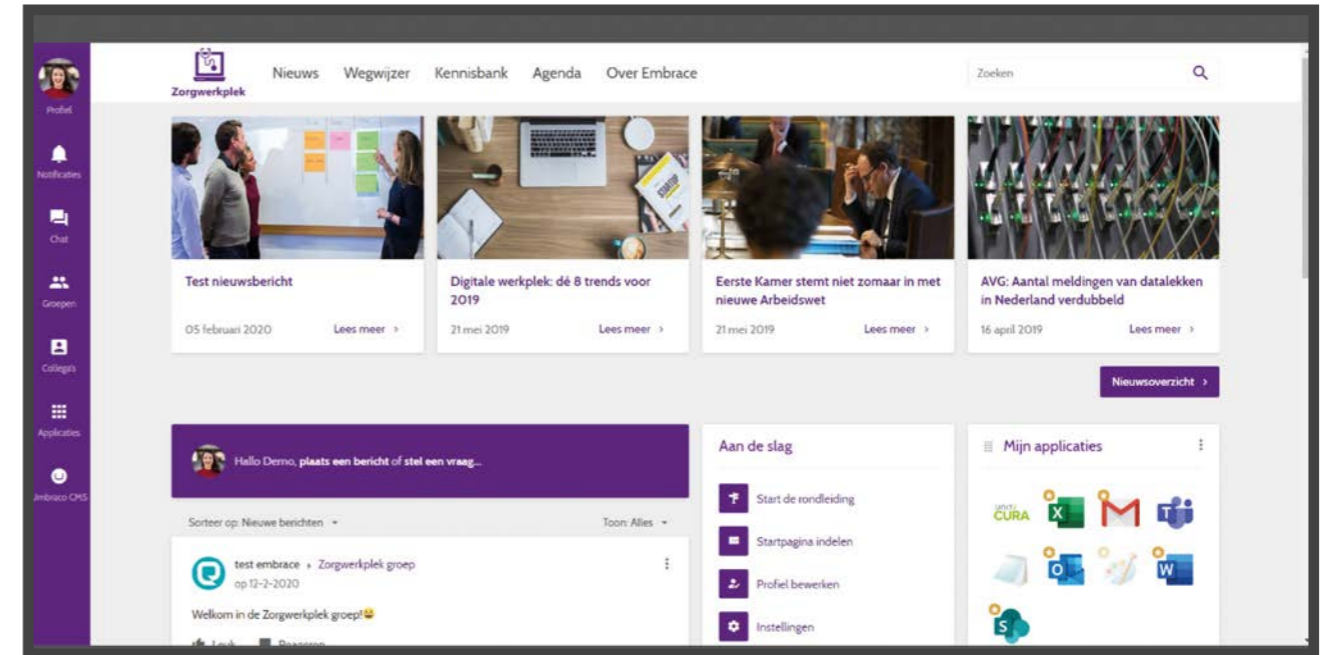 Profiel
Notificaties
Chat
Groepen
Collega's
Applicaties
Umbraco CMS
Zorgwerkplek
Nieuws Wegwijzer Kennisbank Agenda Over Embrace
Zoeken
STARTUP
Test nieuwsbericht
05 februari 2020 Lees meer >
Digitale werkplek: dé 8 trends voor
2019
21 mei 2019 Lees meer >
Eerste Kamer stemt niet zomaar in met
nieuwe Arbeidswet
21 mei 2019 Lees meer >
AVG: Aantal meldingen van datalekken
in Nederland verdubbeld
16 april 2019 Lees meer >
Nieuwsoverzicht >
Hallo Demo, plaats een bericht of stel een vraag...
Sorteer op: Nieuwe berichten Toon: Alles
test embrace Zorgwerkplek groep
op 12-2-2020
Welkom in de Zorgwerkplek groep!😄
Leuk Reageren
Aan de slag
Start de rondleiding
Startpagina indelen
Profiel bewerken
Instellingen
Mijn applicaties
CURA